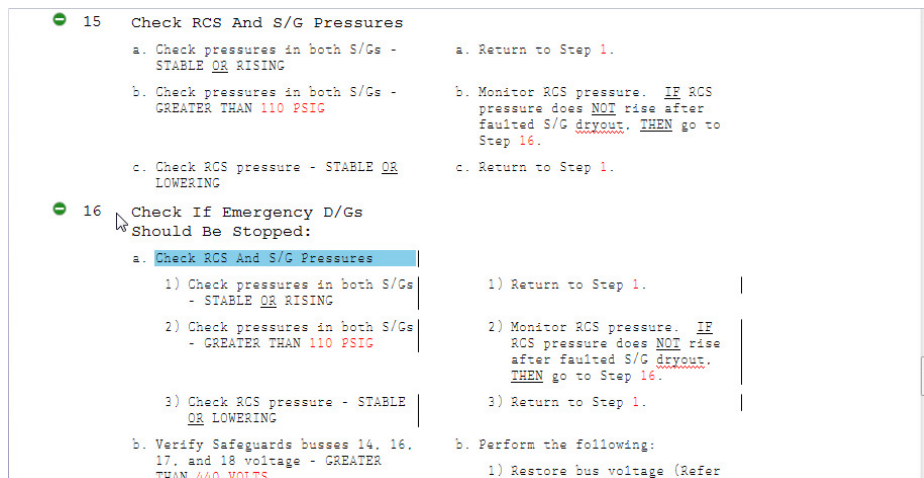 15 Check RCS And S/G Pressures
a. Check pressures in both S/Gs -
STABLE OR RISING
a. Return to Step 1.
b. Check pressures in both S/Gs -
GREATER THAN 110 PSIG
b. Monitor RCS pressure. IF RCS
pressure does NOT rise after
faulted S/G dryout, THEN go to
Step 16.
c. Check RCS pressure - STABLE OR
LOWERING
c. Return to Step 1.
16 Check If Emergency D/Gs
Should Be Stopped:
a. Check RCS And S/G Pressures
1) Check pressures in both S/Gs
- STABLE OR RISING
1) Return to Step 1.
2) Check pressures in both S/Gs
- GREATER THAN 110 PSIG
2) Monitor RCS pressure. IF
RCS pressure does NOT rise
after faulted S/G dryout,
THEN go to Step 16.
3) Check RCS pressure - STABLE
OR LOWERING
3) Return to Step 1.
b. Verify Safeguards busses 14, 16,
17, and 18 voltage - GREATER
THAN 440 VOLTS
b. Perform the following:
1) Restore bus voltage (Refer